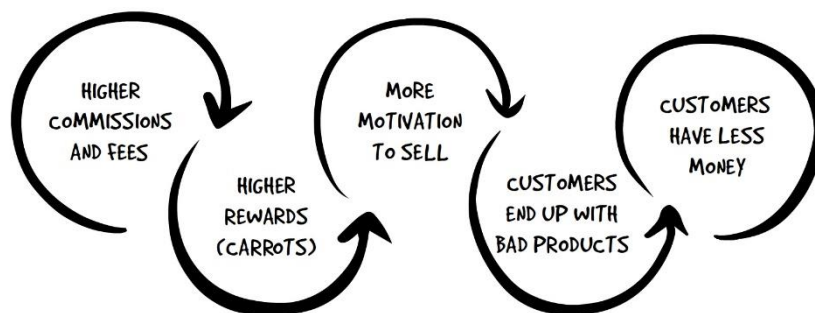 HIGHER
COMMISSIONS
AND FEES
HIGHER
REWARDS
(CARROTS)
MORE
MOTIVATION
TO SELL
CUSTOMERS
END UP WITH
BAD PRODUCTS
CUSTOMERS
HAVE LESS
MONEY